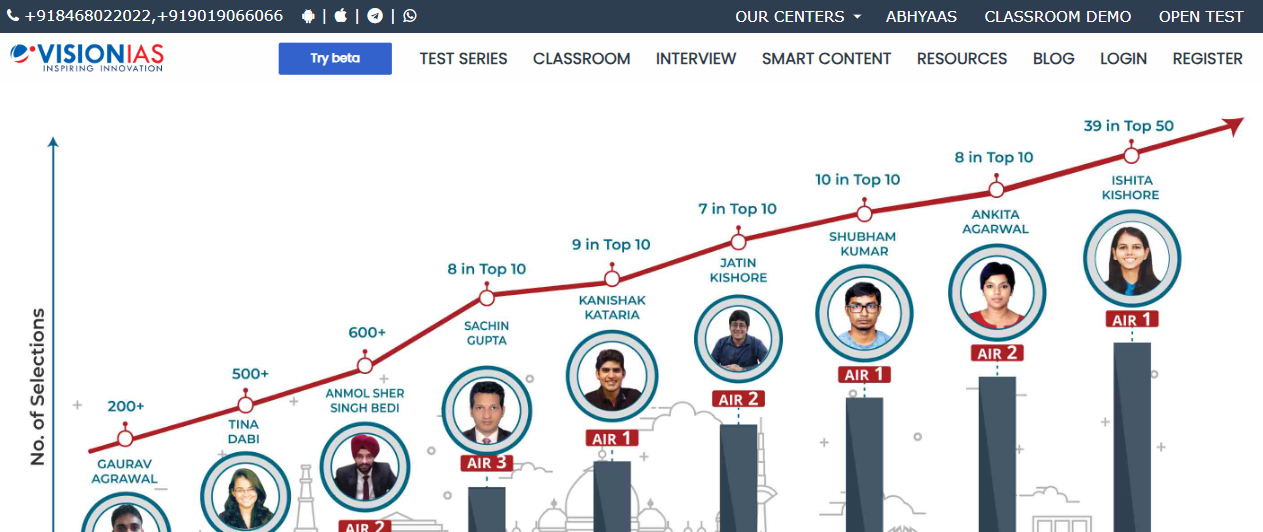 +918468022022,+919019066066 | | |
OUR CENTERS ABHYAAS CLASSROOM DEMO OPEN TEST
VISIONIAS
INSPIRING INNOVATION
Try beta TEST SERIES CLASSROOM INTERVIEW SMART CONTENT RESOURCES BLOG LOGIN REGISTER
No. of Selections
200+
GAURAV
AGRAWAL
500+
TINA
DABI
600+
ANMOL SHER
SINGH BEDI
AIR 2
8 in Top 10
SACHIN
GUPTA
AIR 3
9 in Top 10
KANISHAK
KATARIA
AIR 1
7 in Top 10
JATIN
KISHORE
AIR 2
10 in Top 10
SHUBHAM
KUMAR
AIR 1
8 in Top 10
ANKITA
AGARWAL
AIR 2
39 in Top 50
ISHITA
KISHORE
AIR 1